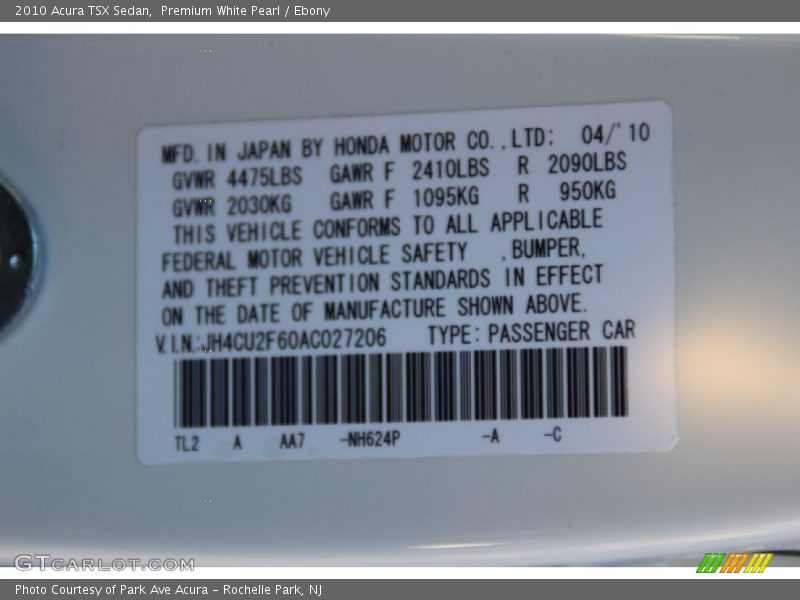 2010 Acura TSX Sedan, Premium White Pearl / Ebony
MFD. IN JAPAN BY HONDA MOTOR CO.,LTD; 04/'10
GVWR 4475LBS GAWR F 2410LBS R 2090LBS
GVWR 2030KG GAWR F 1095KG R 950KG
THIS VEHICLE CONFORMS TO ALL APPLICABLE
FEDERAL MOTOR VEHICLE SAFETY ,BUMPER,
AND THEFT PREVENTION STANDARDS IN EFFECT
ON THE DATE OF MANUFACTURE SHOWN ABOVE.
V.I.N.:JH4CU2F60AC027206 TYPE:PASSENGER CAR
TL2 A AA7 -NH624P -A -C
GTCARLOT.COM
Photo Courtesy of Park Ave Acura - Rochelle Park, NJ